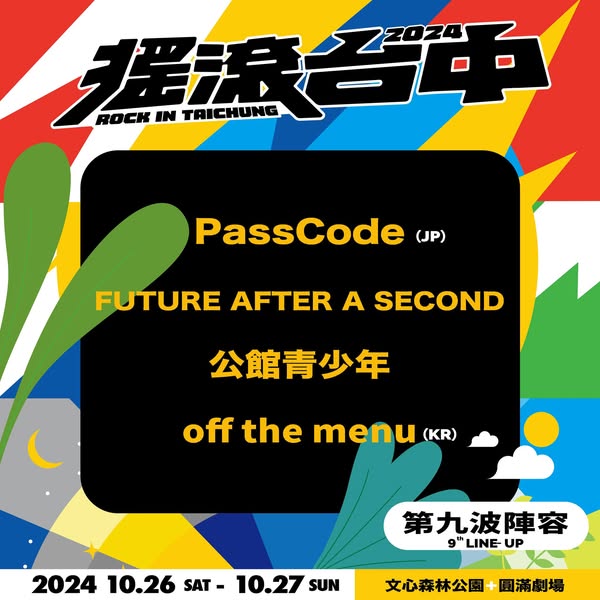 2024
搖滾台中
ROCK IN TAICHUNG
PassCode (JP)
FUTURE AFTER A SECOND
公館青少年
off the menu (KR)
第九波陣容
9th LINE-UP
2024 10.26 SAT - 10.27 SUN
文心森林公園+圓滿劇場